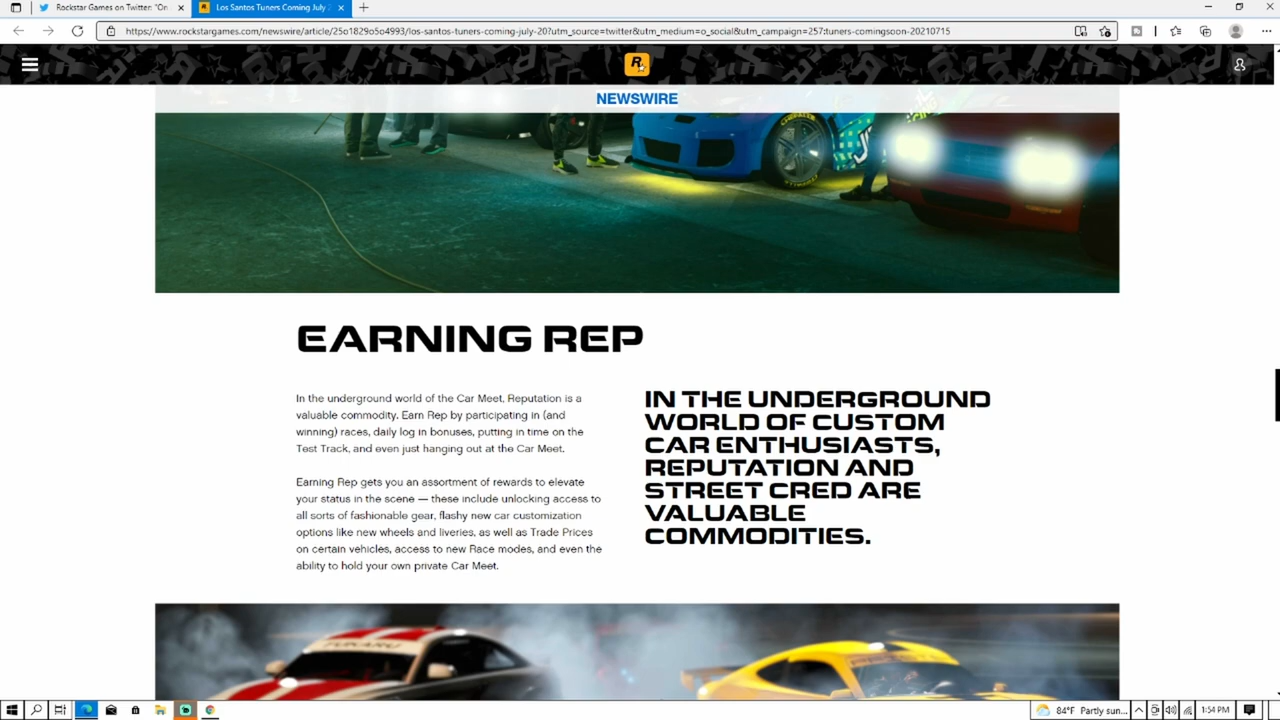 Rockstar Games on Twitter: "On
Los Santos Tuners Coming July
https://www.rockstargames.com/newswire/article/25o1829o5o4993/los-santos-tuners-coming-july-20?utm_source=twitter&utm_medium=o_social&utm_campaign=257:tuners-comingsoon-20210715
R
NEWSWIRE
EARNING REP
In the underground world of the Car Meet, Reputation is a
valuable commodity. Earn Rep by participating in (and
winning) races, daily log in bonuses, putting in time on the
Test Track, and even just hanging out at the Car Meet.
Earning Rep gets you an assortment of rewards to elevate
your status in the scene — these include unlocking access to
all sorts of fashionable gear, flashy new car customization
options like new wheels and liveries, as well as Trade Prices
on certain vehicles, access to new Race modes, and even the
ability to hold your own private Car Meet.
IN THE UNDERGROUND
WORLD OF CUSTOM
CAR ENTHUSIASTS,
REPUTATION AND
STREET CRED ARE
VALUABLE
COMMODITIES.
84°F Partly sun...
1:54 PM